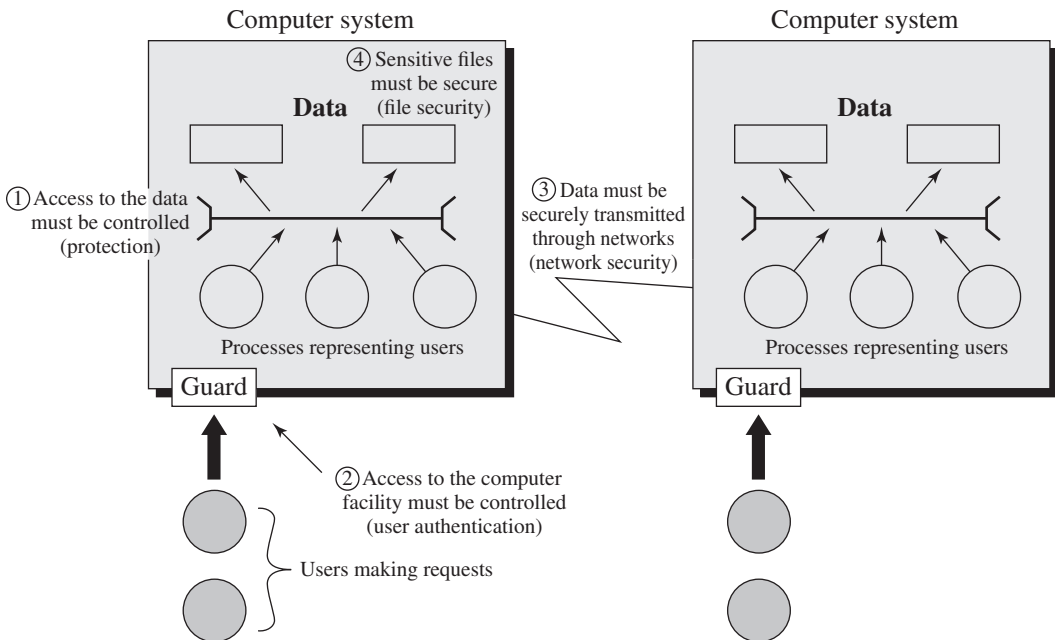 Computer system
Computer system
④ Sensitive files
must be secure
(file security)
Data
Data
① Access to the data
must be controlled
(protection)
③ Data must be
securely transmitted
through networks
(network security)
Processes representing users
Processes representing users
Guard
Guard
② Access to the computer
facility must be controlled
(user authentication)
Users making requests